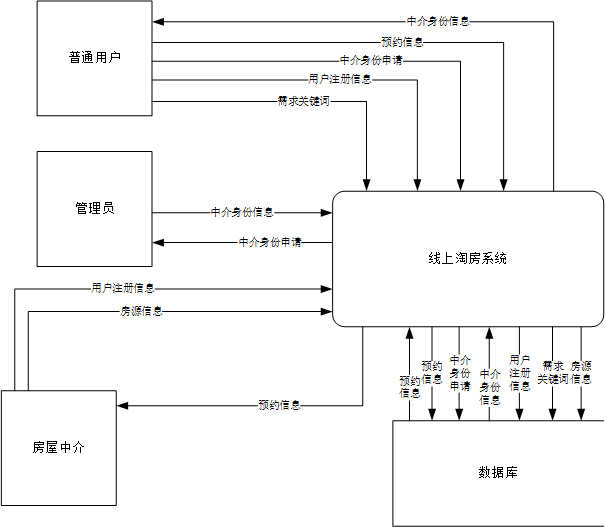 中介身份信息
普通用户
预约信息
中介身份申请
用户注册信息
需求关键词
管理员
中介身份信息
中介身份申请
线上淘房系统
用户注册信息
房源信息
预约信息
房屋中介
预约
信息
预约
信息
中介
身份
申请
中介
身份
信息
用户
注册
信息
需求
关键词
房源
信息
数据库